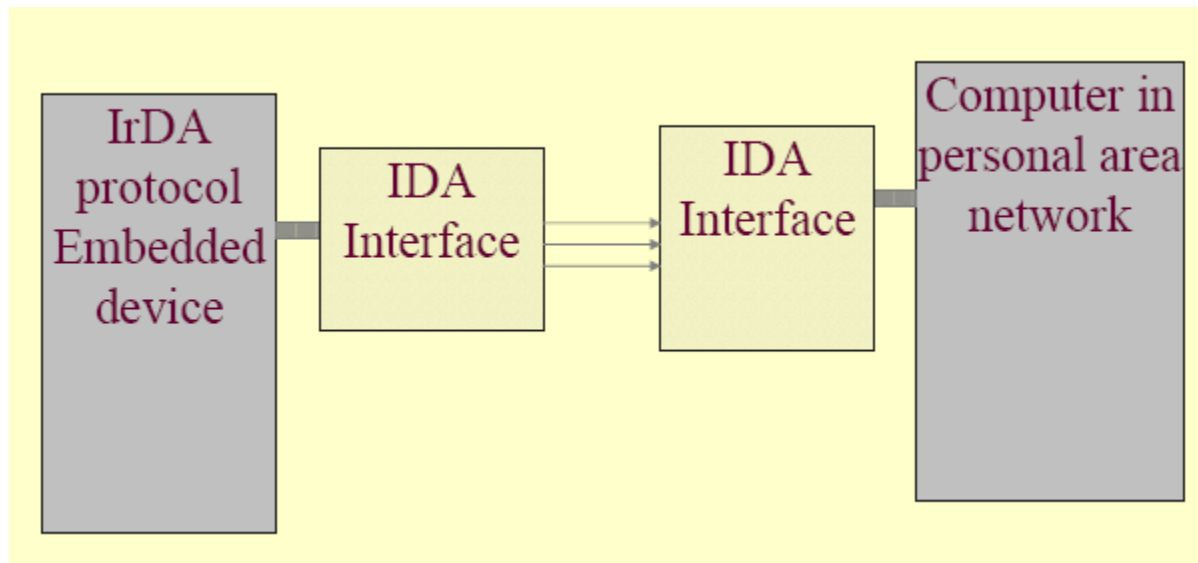 IrDA
protocol
Embedded
device
IDA
Interface
IDA
Interface
Computer in
personal area
network